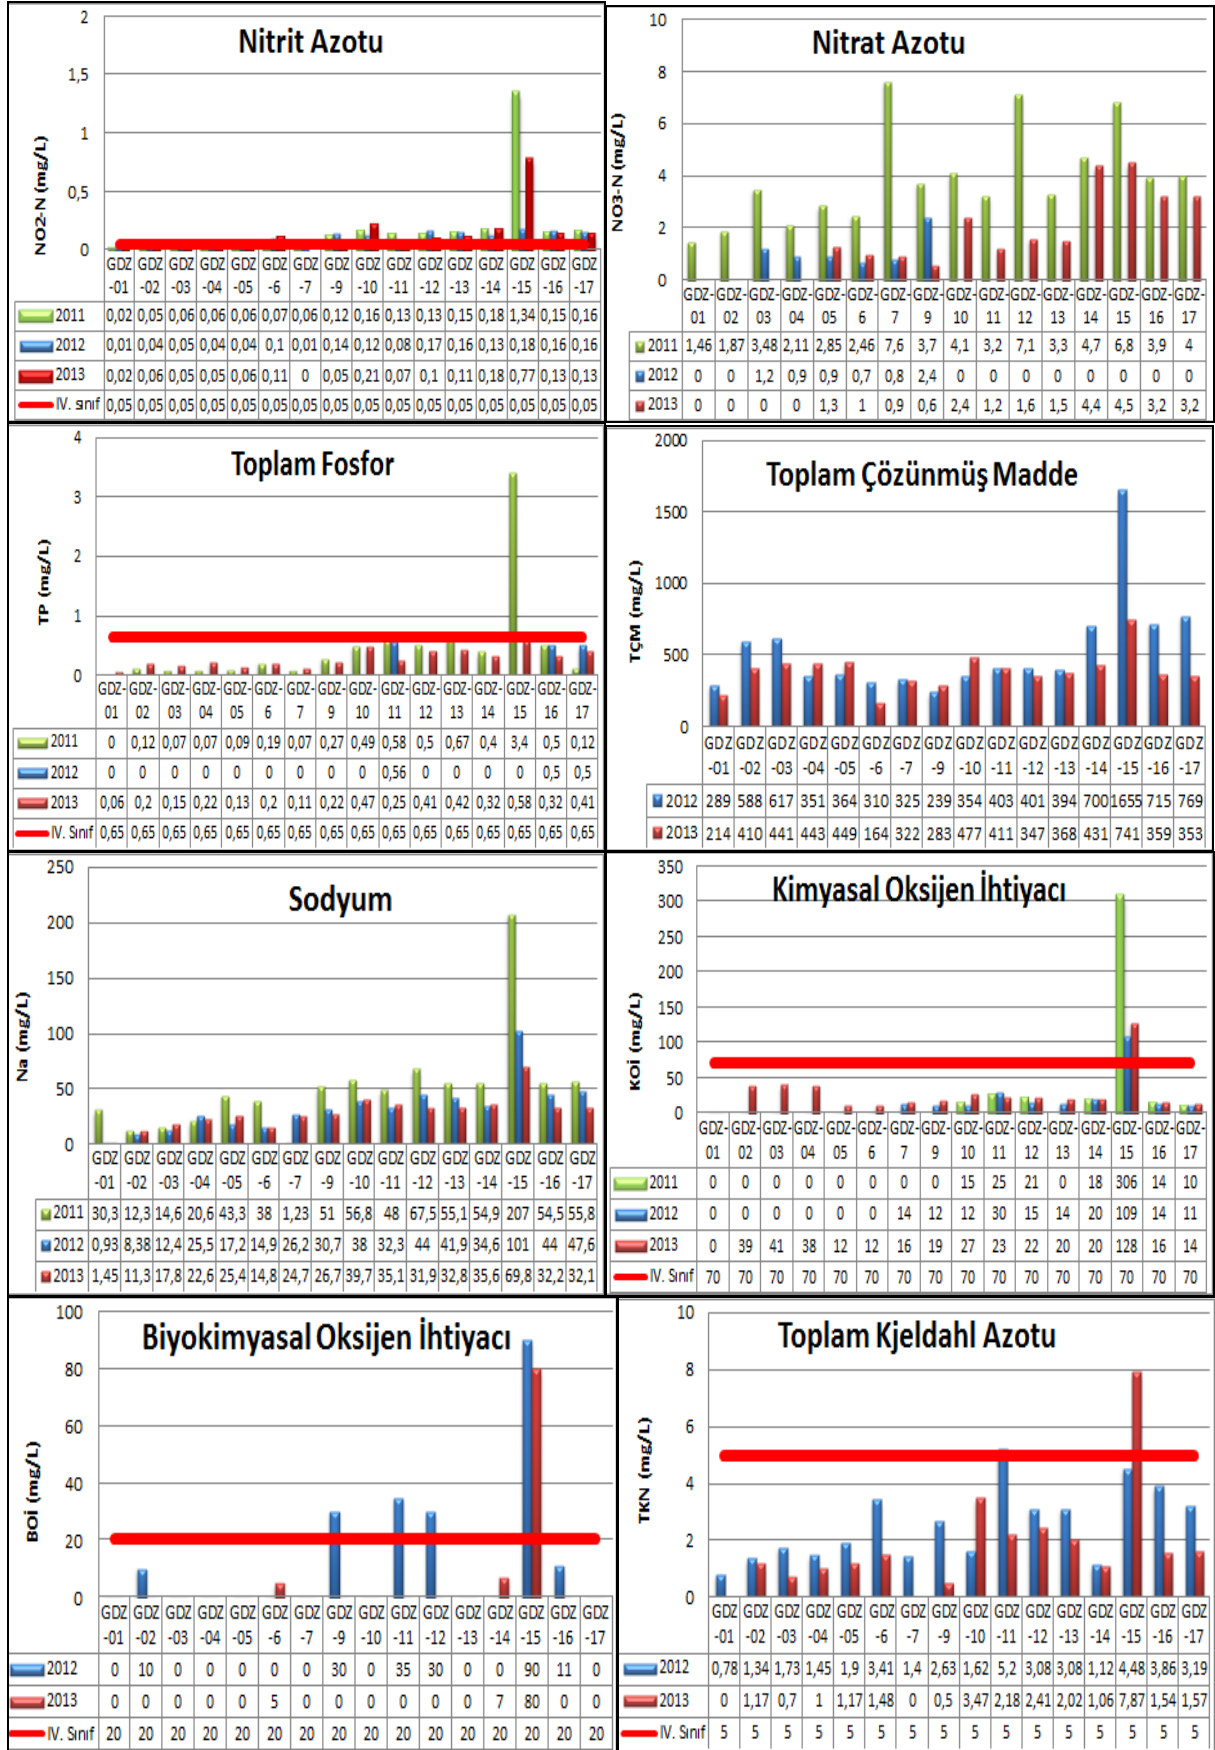 Nitrit Azotu
NO2-N (mg/L)
2
1,5
1
0,5
0
GDZ -01 GDZ -02 GDZ -03 GDZ -04 GDZ -05 GDZ -6 GDZ -7 GDZ -9 GDZ -10 GDZ -11 GDZ -12 GDZ -13 GDZ -14 GDZ -15 GDZ -16 GDZ -17
2011 0,02 0,05 0,06 0,06 0,06 0,07 0,06 0,12 0,16 0,13 0,13 0,15 0,18 1,34 0,15 0,16
2012 0,01 0,04 0,05 0,04 0,04 0,1 0,01 0,14 0,12 0,08 0,17 0,16 0,13 0,18 0,16 0,16
2013 0,02 0,06 0,05 0,05 0,06 0,11 0 0,05 0,21 0,07 0,1 0,11 0,18 0,77 0,13 0,13
IV. sınıf 0,05 0,05 0,05 0,05 0,05 0,05 0,05 0,05 0,05 0,05 0,05 0,05 0,05 0,05 0,05 0,05
Nitrat Azotu
NO3-N (mg/L)
10
8
6
4
2
0
GDZ-01 GDZ-02 GDZ-03 GDZ-04 GDZ-05 GDZ-6 GDZ-7 GDZ-9 GDZ-10 GDZ-11 GDZ-12 GDZ-13 GDZ-14 GDZ-15 GDZ-16 GDZ-17
2011 1,46 1,87 3,48 2,11 2,85 2,46 7,6 3,7 4,1 3,2 7,1 3,3 4,7 6,8 3,9 4
2012 0 0 1,2 0,9 0,9 0,7 0,8 2,4 0 0 0 0 0 0 0 0
2013 0 0 0 0 1,3 1 0,9 0,6 2,4 1,2 1,6 1,5 4,4 4,5 3,2 3,2
Toplam Fosfor
TP (mg/L)
4
3
2
1
0
GDZ-01 GDZ-02 GDZ-03 GDZ-04 GDZ-05 GDZ-6 GDZ-7 GDZ-9 GDZ-10 GDZ-11 GDZ-12 GDZ-13 GDZ-14 GDZ-15 GDZ-16 GDZ-17
2011 0 0,12 0,07 0,07 0,09 0,19 0,07 0,27 0,49 0,58 0,5 0,67 0,4 3,4 0,5 0,12
2012 0 0 0 0 0 0 0 0 0 0,56 0 0 0 0 0,5 0,5
2013 0,06 0,2 0,15 0,22 0,13 0,2 0,11 0,22 0,47 0,25 0,41 0,42 0,32 0,58 0,32 0,41
IV. Sınıf 0,65 0,65 0,65 0,65 0,65 0,65 0,65 0,65 0,65 0,65 0,65 0,65 0,65 0,65 0,65 0,65
Toplam Çözünmüş Madde
TÇM (mg/L)
2000
1500
1000
500
0
GDZ -01 GDZ -02 GDZ -03 GDZ -04 GDZ -05 GDZ -6 GDZ -7 GDZ -9 GDZ -10 GDZ -11 GDZ -12 GDZ -13 GDZ -14 GDZ -15 GDZ -16 GDZ -17
2012 289 588 617 351 364 310 325 239 354 403 401 394 700 1655 715 769
2013 214 410 441 443 449 164 322 283 477 411 347 368 431 741 359 353
Sodyum
Na (mg/L)
250
200
150
100
50
0
GDZ -01 GDZ -02 GDZ -03 GDZ -04 GDZ -05 GDZ -6 GDZ -7 GDZ -9 GDZ -10 GDZ -11 GDZ -12 GDZ -13 GDZ -14 GDZ -15 GDZ -16 GDZ -17
2011 30,3 12,3 14,6 20,6 43,3 38 1,23 51 56,8 48 67,5 55,1 54,9 207 54,5 55,8
2012 0,93 8,38 12,4 25,5 17,2 14,9 26,2 30,7 38 32,3 44 41,9 34,6 101 44 47,6
2013 1,45 11,3 17,8 22,6 25,4 14,8 24,7 26,7 39,7 35,1 31,9 32,8 35,6 69,8 32,2 32,1
Kimyasal Oksijen İhtiyacı
KOİ (mg/L)
350
300
250
200
150
100
50
0
GDZ-01 GDZ-02 GDZ-03 GDZ-04 GDZ-05 GDZ-6 GDZ-7 GDZ-9 GDZ-10 GDZ-11 GDZ-12 GDZ-13 GDZ-14 GDZ-15 GDZ-16 GDZ-17
2011 0 0 0 0 0 0 0 0 15 25 21 0 18 306 14 10
2012 0 0 0 0 0 0 14 12 12 30 15 14 20 109 14 11
2013 0 39 41 38 12 12 16 19 27 23 22 20 20 128 16 14
IV. Sınıf 70 70 70 70 70 70 70 70 70 70 70 70 70 70 70 70
Biyokimyasal Oksijen İhtiyacı
BOİ (mg/L)
100
80
60
40
20
0
GDZ -01 GDZ -02 GDZ -03 GDZ -04 GDZ -05 GDZ -6 GDZ -7 GDZ -9 GDZ -10 GDZ -11 GDZ -12 GDZ -13 GDZ -14 GDZ -15 GDZ -16 GDZ -17
2012 0 10 0 0 0 0 0 30 0 35 30 0 0 90 11 0
2013 0 0 0 0 0 5 0 0 0 0 0 0 7 80 0 0
IV. Sınıf 20 20 20 20 20 20 20 20 20 20 20 20 20 20 20 20
Toplam Kjeldahl Azotu
TKN (mg/L)
10
8
6
4
2
0
GDZ -01 GDZ -02 GDZ -03 GDZ -04 GDZ -05 GDZ -6 GDZ -7 GDZ -9 GDZ -10 GDZ -11 GDZ -12 GDZ -13 GDZ -14 GDZ -15 GDZ -16 GDZ -17
2012 0,78 1,34 1,73 1,45 1,9 3,41 1,4 2,63 1,62 5,2 3,08 3,08 1,12 4,48 3,86 3,19
2013 0 1,17 0,7 1 1,17 1,48 0 0,5 3,47 2,18 2,41 2,02 1,06 7,87 1,54 1,57
IV. Sınıf 5 5 5 5 5 5 5 5 5 5 5 5 5 5 5 5